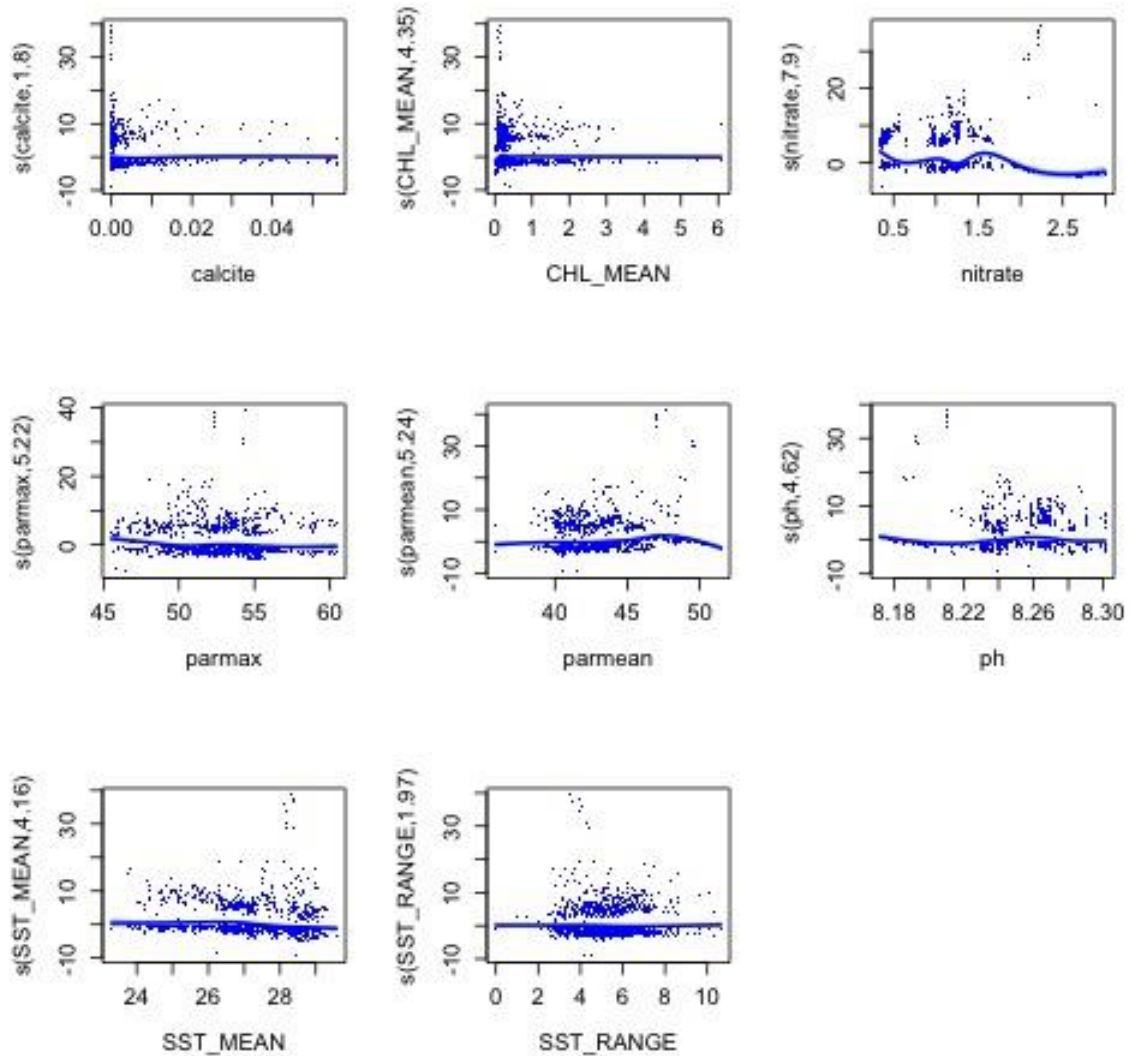 s(calcite,1.8)
-10 10 30
0.00 0.02 0.04
calcite
s(CHL_MEAN,4.35)
-10 10 30
0 1 2 3 4 5 6
CHL_MEAN
s(nitrate,7.9)
0 20
0.5 1.5 2.5
nitrate
s(parmax,5.22)
0 20 40
45 50 55 60
parmax
s(parmean,5.24)
-10 10 30
40 45 50
parmean
s(ph,4.62)
-10 10 30
8.18 8.22 8.26 8.30
ph
s(SST_MEAN,4.16)
-10 10 30
24 26 28
SST_MEAN
s(SST_RANGE,1.97)
-10 10 30
0 2 4 6 8 10
SST_RANGE